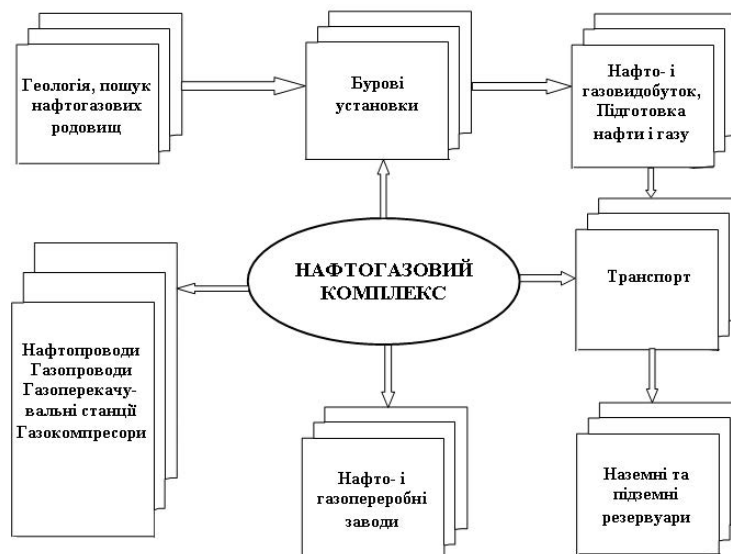 Геологія, пошук
нафтогазових
родовищ
Бурові
установки
Нафто- і
газовидобуток,
Підготовка
нафти і газу
НАФТОГАЗОВИЙ
КОМПЛЕКС
Транспорт
Нафтопроводи
Газопроводи
Газоперекачу-
вальні станції
Газокомпресори
Нафто- і
газопереробні
заводи
Наземні та
підземні
резервуари